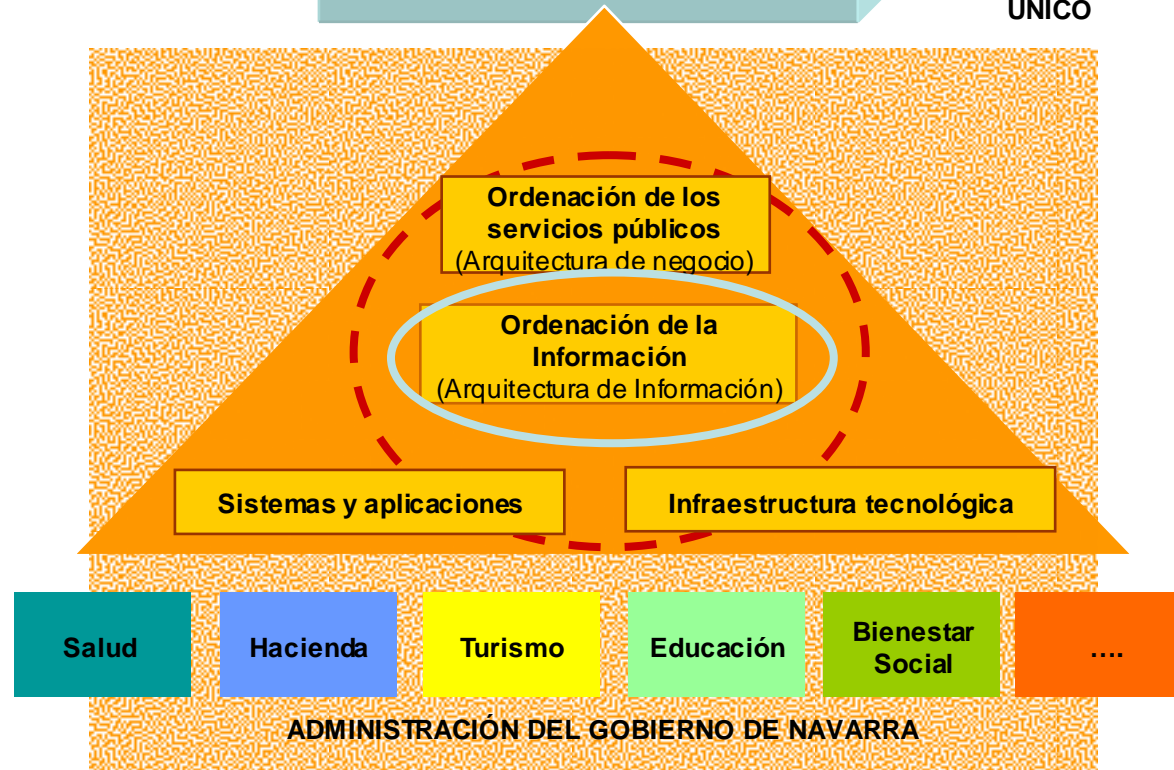 ÚNICO
Ordenación de los
servicios públicos
(Arquitectura de negocio)
Ordenación de la
Información
(Arquitectura de Información)
Sistemas y aplicaciones
Infraestructura tecnológica
Salud
Hacienda
Turismo
Educación
Bienestar
Social
....
ADMINISTRACIÓN DEL GOBIERNO DE NAVARRA